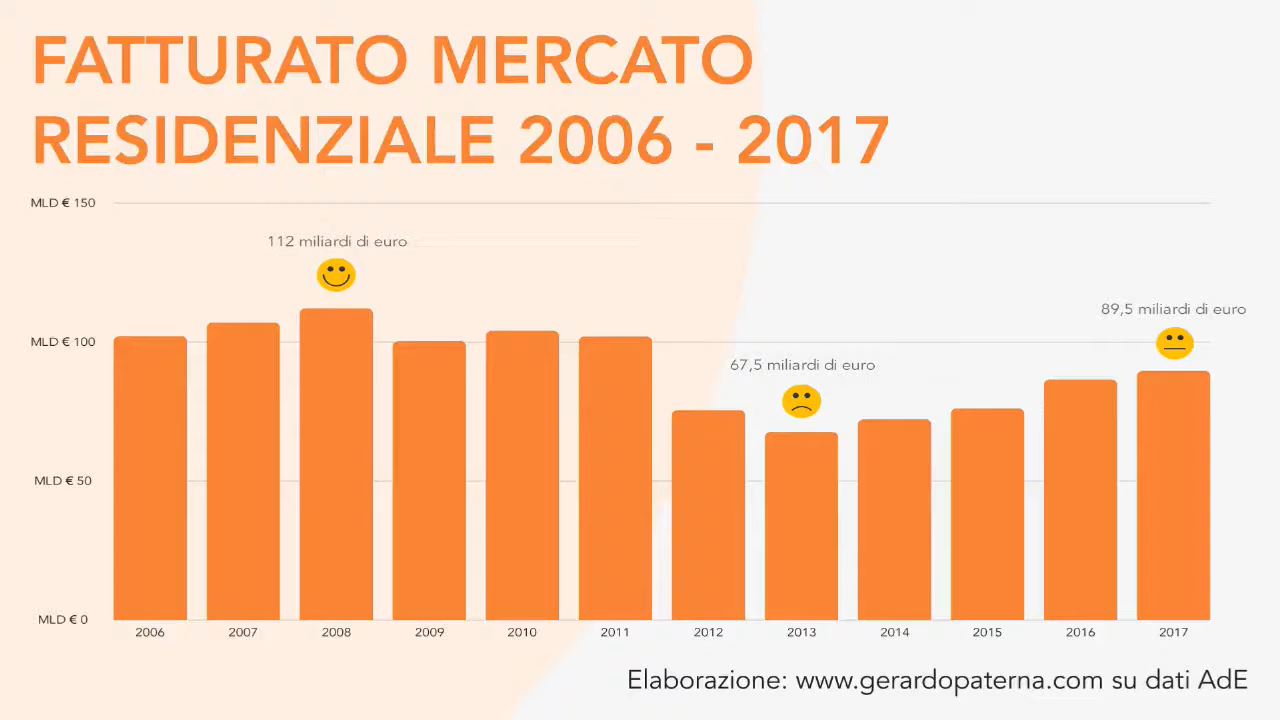 FATTURATO MERCATO
RESIDENZIALE 2006 - 2017
MLD € 150
112 miliardi di euro
89,5 miliardi di euro
MLD € 100
67,5 miliardi di euro
MLD € 50
MLD € 0
2006 2007 2008 2009 2010 2011 2012 2013 2014 2015 2016 2017
Elaborazione: www.gerardopaterna.com su dati AdE